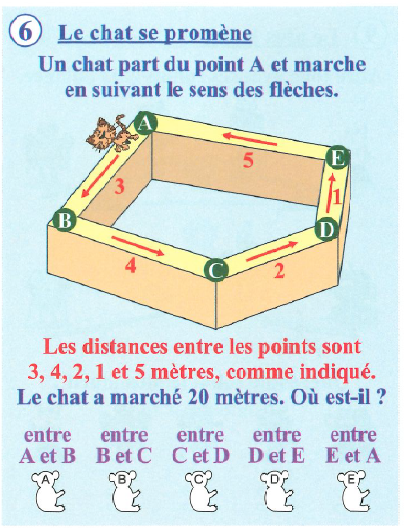 6 Le chat se promène
Un chat part du point A et marche
en suivant le sens des flèches.
A
5
E
3
1
B
D
4
C
2
Les distances entre les points sont
3, 4, 2, 1 et 5 mètres, comme indiqué.
Le chat a marché 20 mètres. Où est-il ?
entre entre entre entre entre
A et B B et C C et D D et E E et A
A B C D E